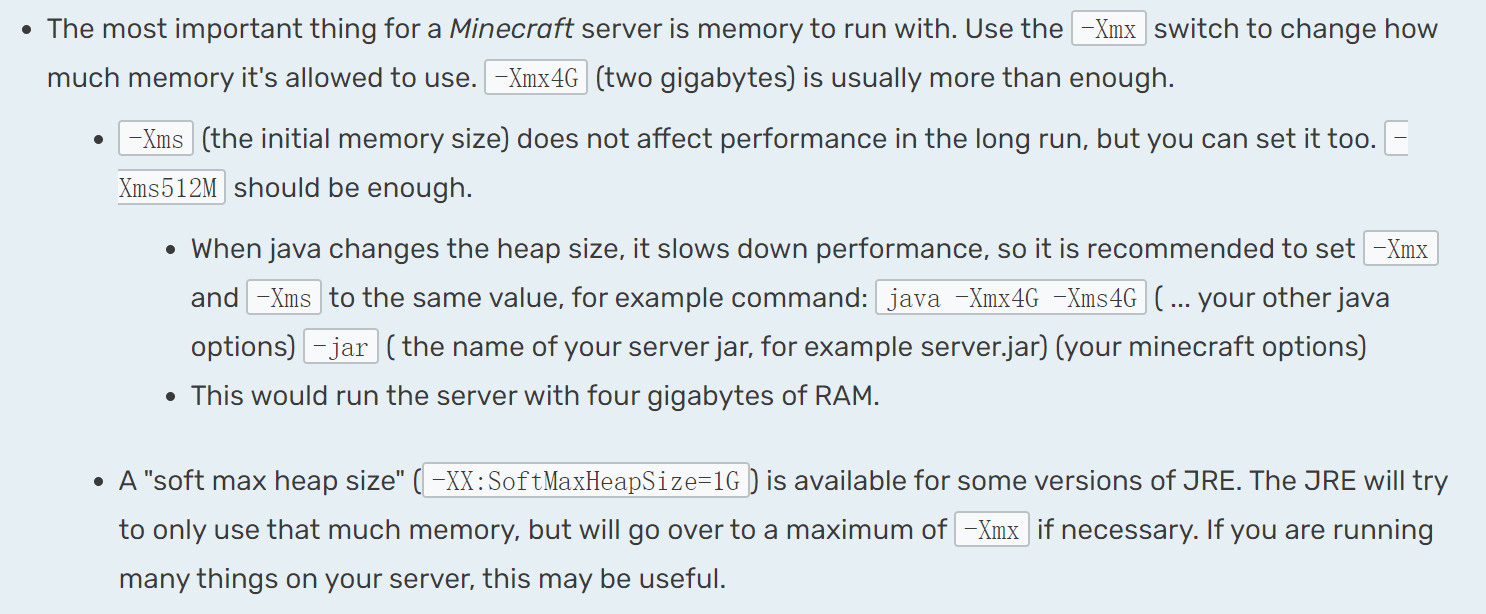 The most important thing for a Minecraft server is memory to run with. Use the -Xmx switch to change how
much memory it's allowed to use. -Xmx4G (two gigabytes) is usually more than enough.
-Xms (the initial memory size) does not affect performance in the long run, but you can set it too. -
Xms512M should be enough.
When java changes the heap size, it slows down performance, so it is recommended to set -Xmx
and -Xms to the same value, for example command: java -Xmx4G -Xms4G ( ... your other java
options) -jar ( the name of your server jar, for example server.jar) (your minecraft options)
This would run the server with four gigabytes of RAM.
A "soft max heap size" (-XX:SoftMaxHeapSize=1G) is available for some versions of JRE. The JRE will try
to only use that much memory, but will go over to a maximum of -Xmx if necessary. If you are running
many things on your server, this may be useful.